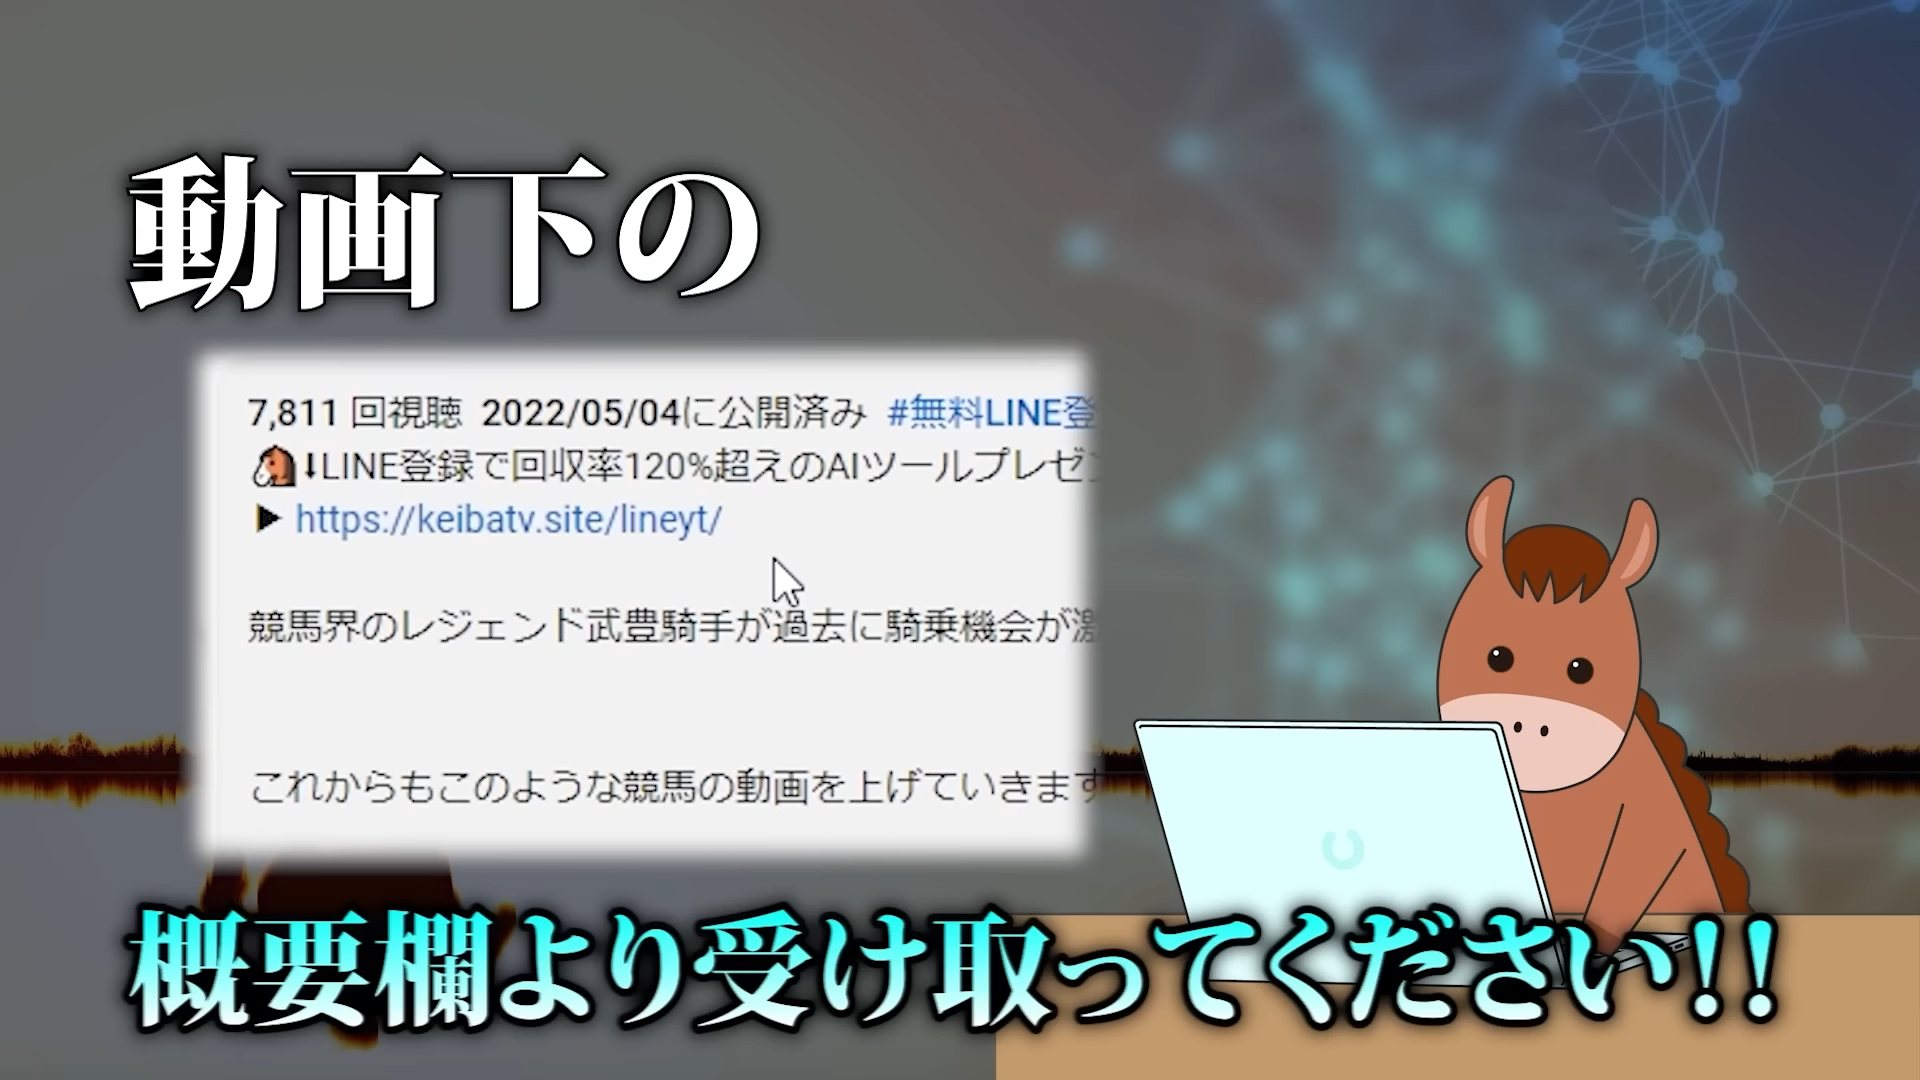 動画下の
7,811 回視聴 2022/05/04に公開済み #無料LINE登
⬇LINE登録で回収率120%超えのAIツールプレゼ
▶ https://keibatv.site/lineyt/
競馬界のレジェンド武豊騎手が過去に騎乗機会が激
これからもこのような競馬の動画を上げていきます
概要欄より受け取ってください!!